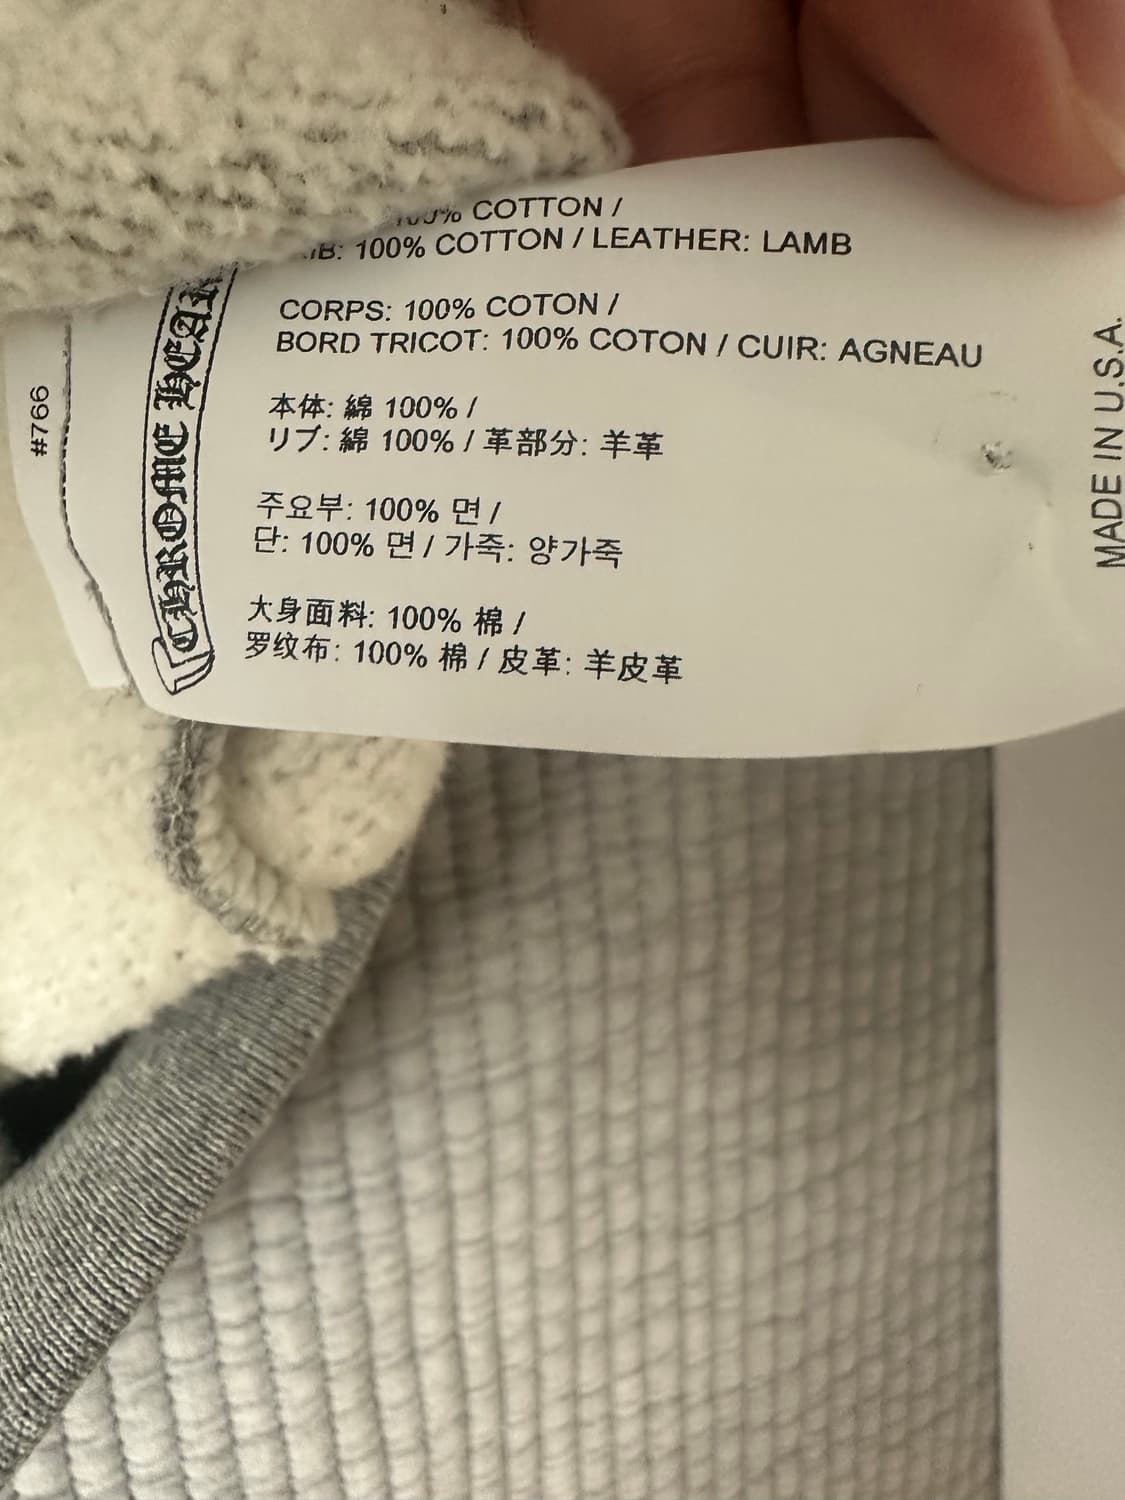 100% COTTON /
RIB: 100% COTTON / LEATHER: LAMB
CORPS: 100% COTON /
BORD TRICOT: 100% COTON / CUIR: AGNEAU
本体: 綿 100% /
リブ: 綿 100% / 革部分: 羊革
주요부: 100% 면 /
단: 100% 면 / 가죽: 양가죽
大身面料: 100% 棉 /
罗纹布: 100% 棉 / 皮革: 羊皮革
CHROME
#766
MADE IN U.S.A.